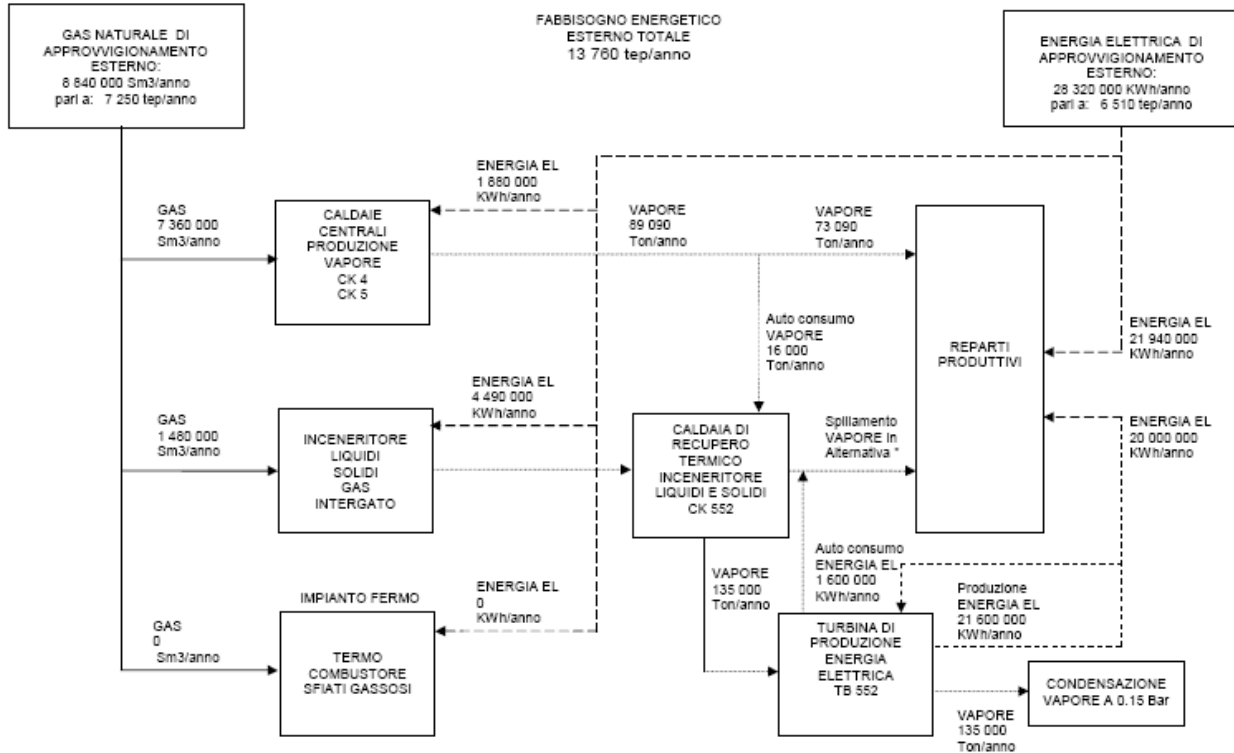 GAS NATURALE DI
APPROVVIGIONAMENTO
ESTERNO:
8 840 000 Sm3/anno
pari a: 7 250 tep/anno
FABBISOGNO ENERGETICO
ESTERNO TOTALE
13 760 tep/anno
ENERGIA ELETTRICA DI
APPROVVIGIONAMENTO
ESTERNO:
28 320 000 KWh/anno
pari a: 6 510 tep/anno
GAS
7 360 000
Sm3/anno
CALDAIE
CENTRALI
PRODUZIONE
VAPORE
CK 4
CK 5
ENERGIA EL
1 880 000
KWh/anno
VAPORE
89 090
Ton/anno
VAPORE
73 090
Ton/anno
Auto consumo
VAPORE
16 000
Ton/anno
REPARTI
PRODUTTIVI
ENERGIA EL
21 940 000
KWh/anno
GAS
1 480 000
Sm3/anno
INCENERITORE
LIQUIDI
SOLIDI
GAS
INTERGATO
ENERGIA EL
4 490 000
KWh/anno
CALDAIA DI
RECUPERO
TERMICO
INCENERITORE
LIQUIDI E SOLIDI
CK 552
Spillamento
VAPORE in
Alternativa *
ENERGIA EL
20 000 000
KWh/anno
VAPORE
135 000
Ton/anno
Auto consumo
ENERGIA EL
1 600 000
KWh/anno
Produzione
ENERGIA EL
21 600 000
KWh/anno
GAS
0
Sm3/anno
IMPIANTO FERMO
TERMO
COMBUSTORE
SFIATI GASSOSI
ENERGIA EL
0
KWh/anno
TURBINA DI
PRODUZIONE
ENERGIA
ELETTRICA
TB 552
VAPORE
135 000
Ton/anno
CONDENSAZIONE
VAPORE A 0.15 Bar